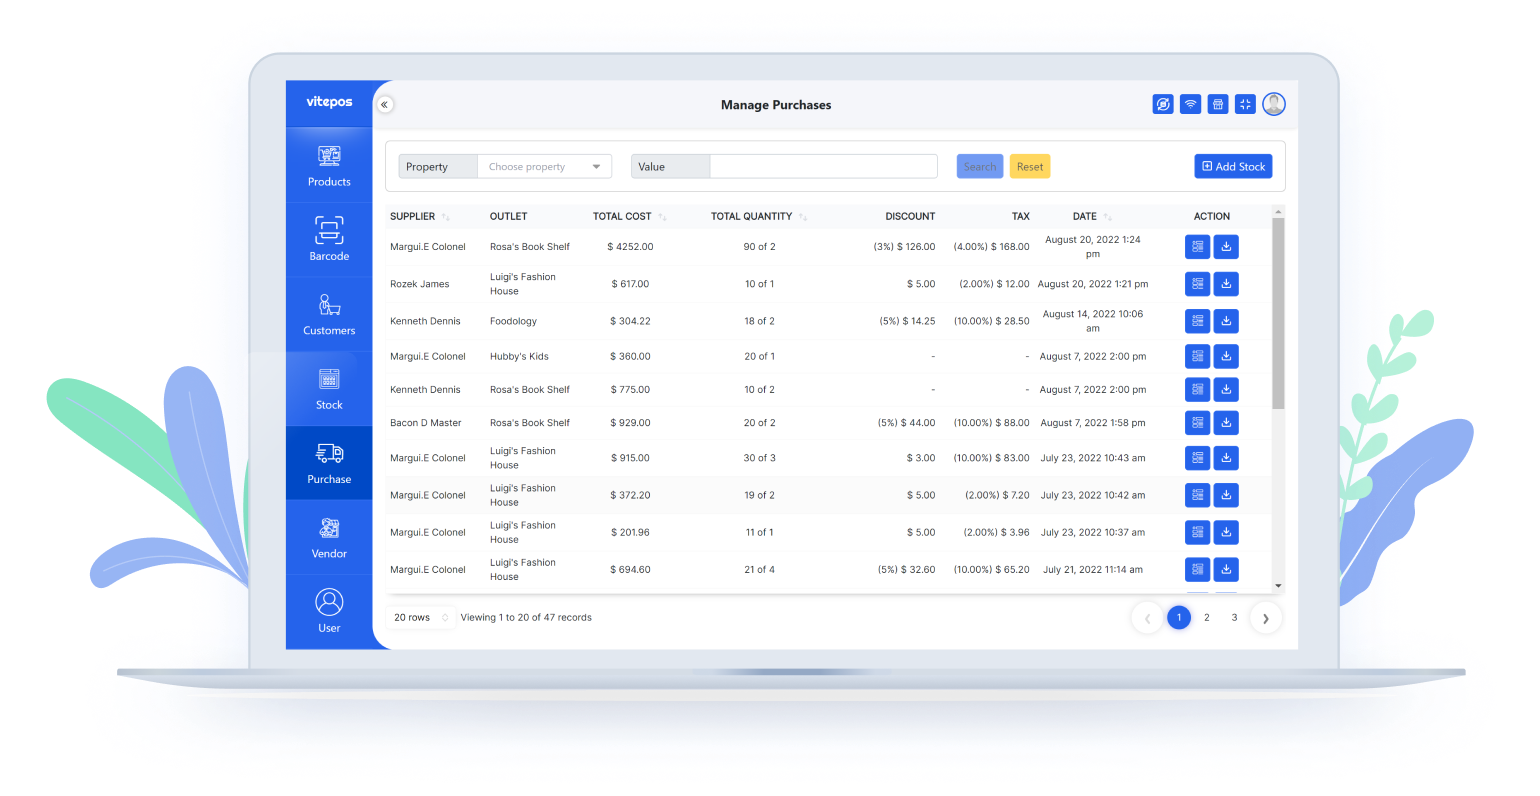 vitepos
Manage Purchases
Products
Barcode
Customers
Stock
Purchase
Vendor
User
Property Choose property Value Search Reset Add Stock
SUPPLIER OUTLET TOTAL COST TOTAL QUANTITY DISCOUNT TAX DATE ACTION
Margui.E Colonel Rosa's Book Shelf $ 4252.00 90 of 2 (3%) $ 126.00 (4.00%) $ 168.00 August 20, 2022 1:24
pm
Rozek James Luigi's Fashion
House $ 617.00 10 of 1 $ 5.00 (2.00%) $ 12.00 August 20, 2022 1:21 pm
Kenneth Dennis Foodology $ 304.22 18 of 2 (5%) $ 14.25 (10.00%) $ 28.50 August 14, 2022 10:06
am
Margui.E Colonel Hubby's Kids $ 360.00 20 of 1 - - August 7, 2022 2:00 pm
Kenneth Dennis Rosa's Book Shelf $ 775.00 10 of 2 - - August 7, 2022 2:00 pm
Bacon D Master Rosa's Book Shelf $ 929.00 20 of 2 (5%) $ 44.00 (10.00%) $ 88.00 August 7, 2022 1:58 pm
Margui.E Colonel Luigi's Fashion
House $ 915.00 30 of 3 $ 3.00 (10.00%) $ 83.00 July 23, 2022 10:43 am
Margui.E Colonel Luigi's Fashion
House $ 372.20 19 of 2 $ 5.00 (2.00%) $ 7.20 July 23, 2022 10:42 am
Margui.E Colonel Luigi's Fashion
House $ 201.96 11 of 1 $ 5.00 (2.00%) $ 3.96 July 23, 2022 10:37 am
Margui.E Colonel Luigi's Fashion
House $ 694.60 21 of 4 (5%) $ 32.60 (10.00%) $ 65.20 July 21, 2022 11:14 am
20 rows Viewing 1 to 20 of 47 records 1 2 3